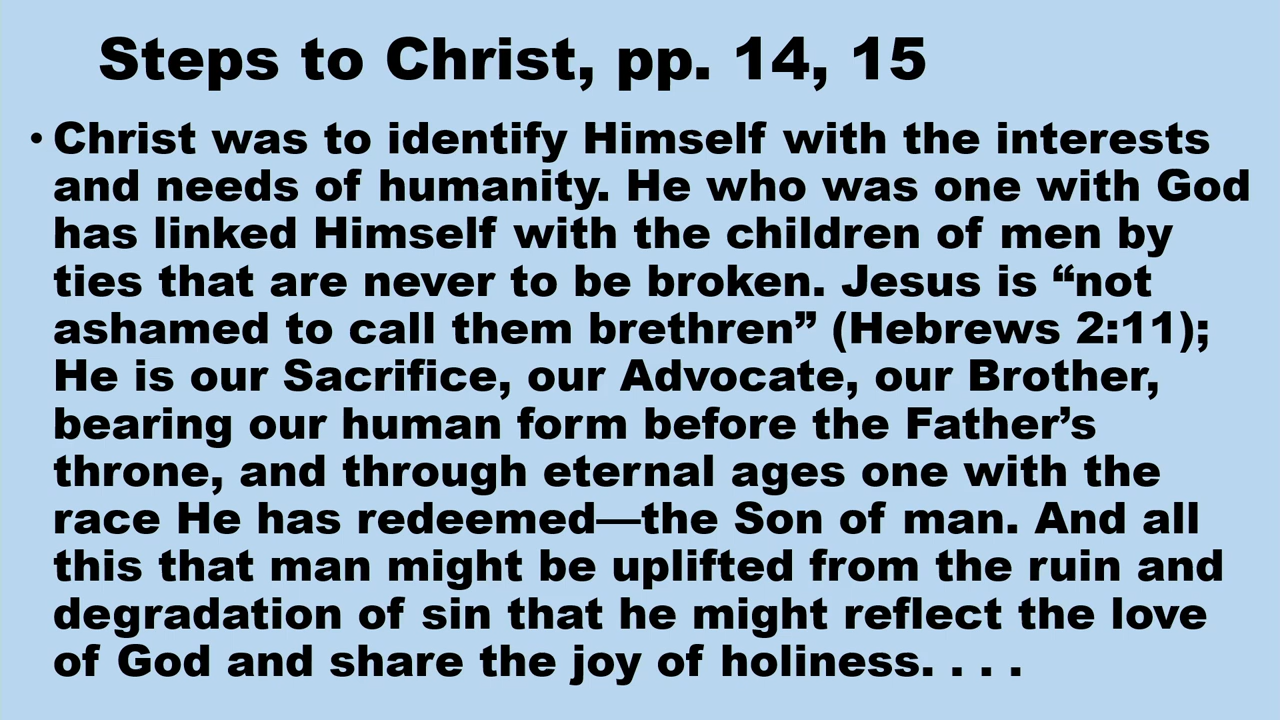 Steps to Christ, pp. 14, 15
• Christ was to identify Himself with the interests
and needs of humanity. He who was one with God
has linked Himself with the children of men by
ties that are never to be broken. Jesus is “not
ashamed to call them brethren” (Hebrews 2:11);
He is our Sacrifice, our Advocate, our Brother,
bearing our human form before the Father’s
throne, and through eternal ages one with the
race He has redeemed—the Son of man. And all
this that man might be uplifted from the ruin and
degradation of sin that he might reflect the love
of God and share the joy of holiness. . . .